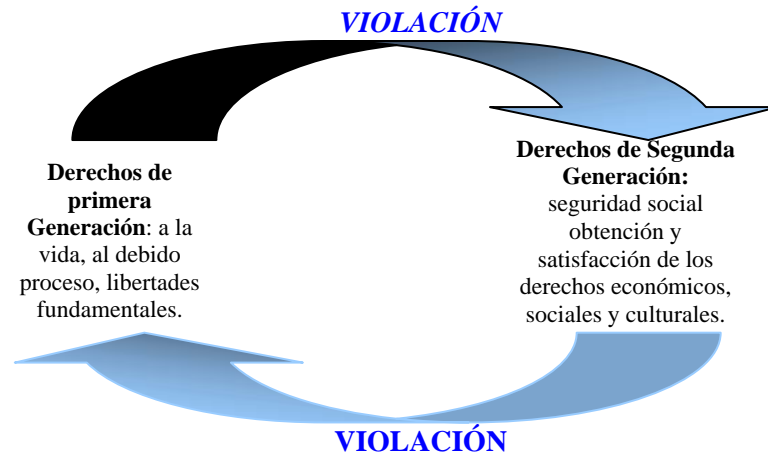 VIOLACIÓN
Derechos de
primera
Generación: a la
vida, al debido
proceso, libertades
fundamentales.
Derechos de Segunda
Generación:
seguridad social
obtención y
satisfacción de los
derechos económicos,
sociales y culturales.
VIOLACIÓN